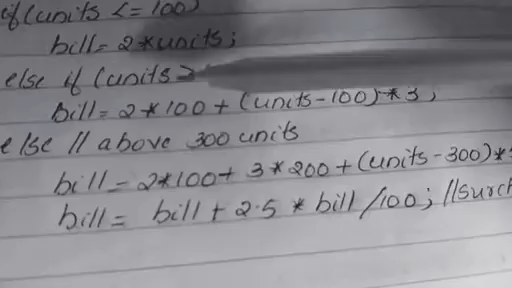 if(units <= 100)
bill= 2*units;
else if (units >
bill= 2*100+(units-100)*3;
else // above 300 units
bill= 2*100+ 3*200+(units-300)*
bill= bill+2.5 * bill/100; //surch